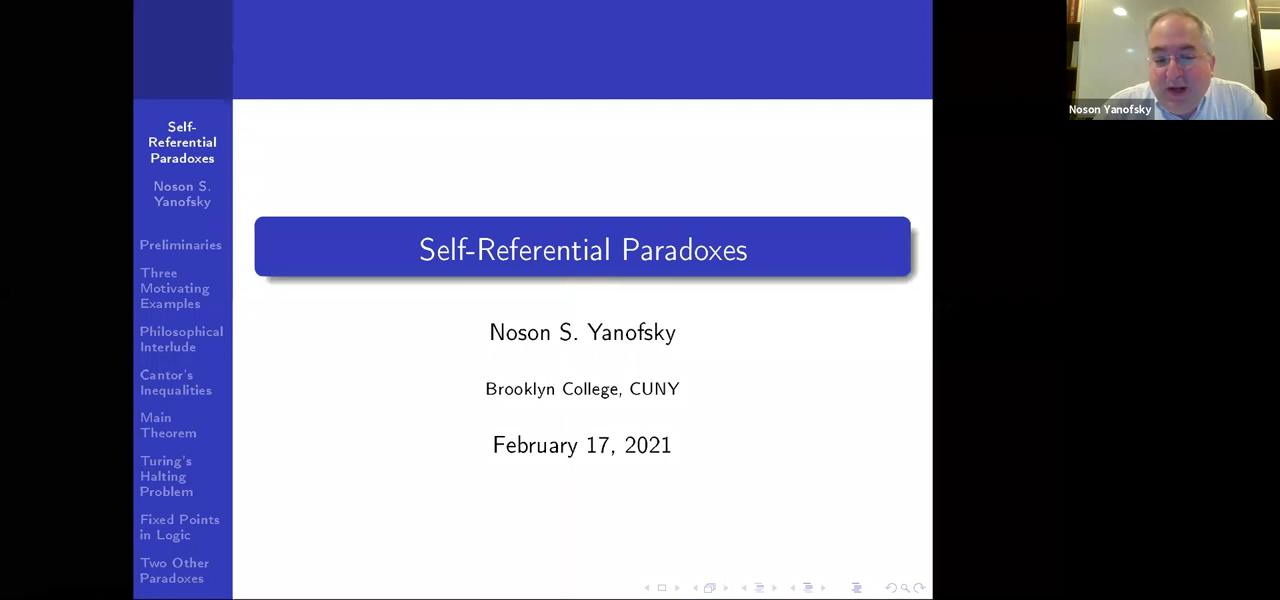 Self-
Referential
Paradoxes
Noson S.
Yanofsky
Preliminaries
Three
Motivating
Examples
Philosophical
Interlude
Cantor's
Inequalities
Main
Theorem
Turing's
Halting
Problem
Fixed Points
in Logic
Two Other
Paradoxes
Self-Referential Paradoxes
Noson S. Yanofsky
Brooklyn College, CUNY
February 17, 2021
Noson Yanofsky